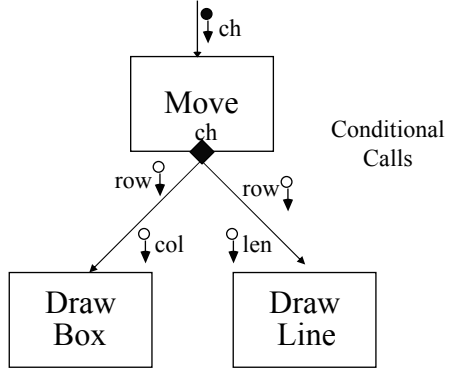 ch
Move
ch
Conditional
Calls
row
row
col
len
Draw
Box
Draw
Line